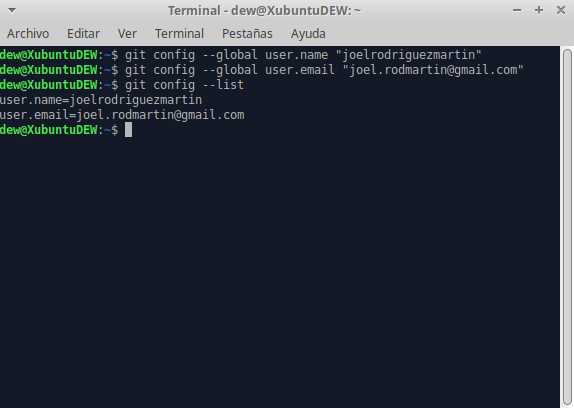 Terminal - dew@XubuntuDEW: ~
Archivo Editar Ver Terminal Pestañas Ayuda
dew@XubuntuDEW:~$ git config --global user.name "joelrodriguezmartin"
dew@XubuntuDEW:~$ git config --global user.email "joel.rodmartin@gmail.com"
dew@XubuntuDEW:~$ git config --list
user.name=joelrodriguezmartin
user.email=joel.rodmartin@gmail.com
dew@XubuntuDEW:~$